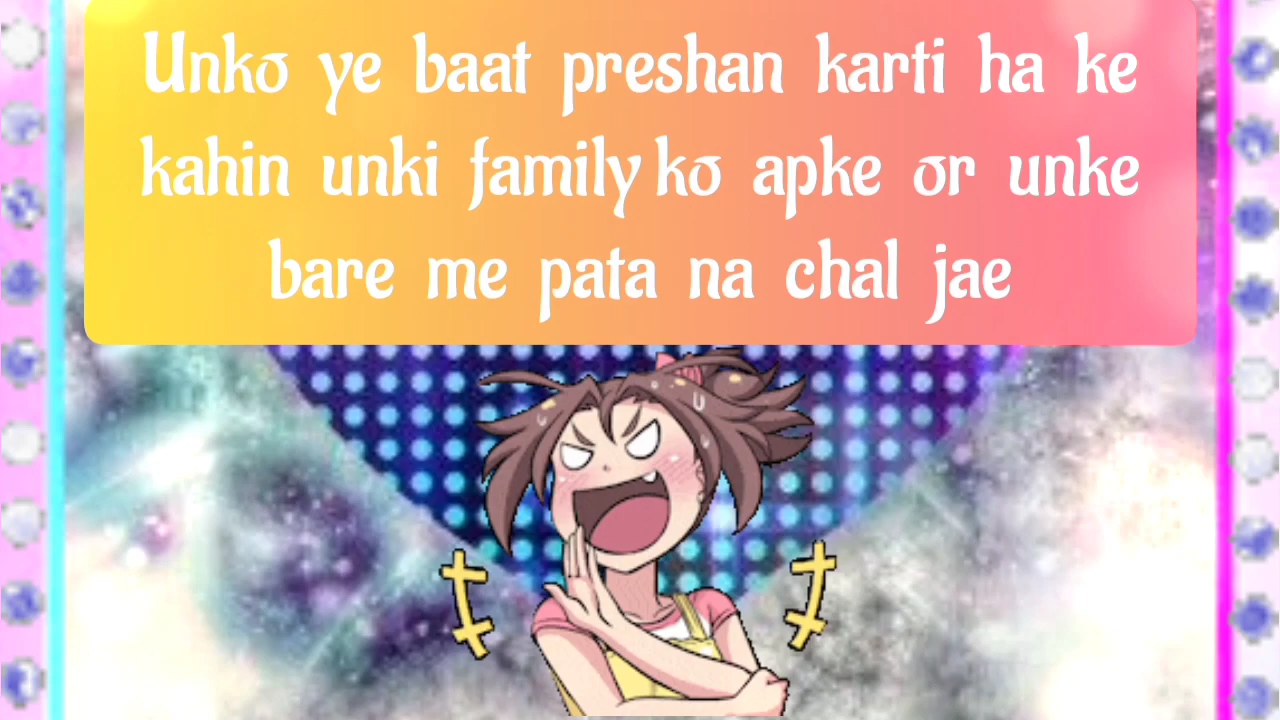 Unko ye baat preshan karti ha ke
kahin unki family ko apke or unke
bare me pata na chal jae